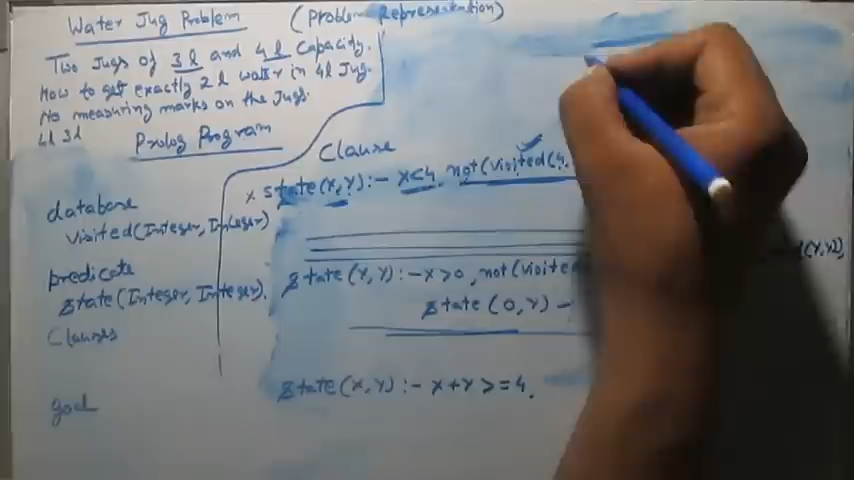 Water Jug Problem
(Problem Representation)
Two Jugs of 3 l and 4 l Capacity.
How to get exactly 2 l water in 4l Jug.
No measuring marks on the Jugs.
4l 3l
Prolog Program
Clause
x state(x,y):- x<4, not(visited(4,
database
visited(Integer, Integer)
predicate
state(Integer, Integer).
Clauses
goal
state(x,y):-x>0, not(visited
(x,y)),
state(0,y)-
state(x,y):- x+y>=4,